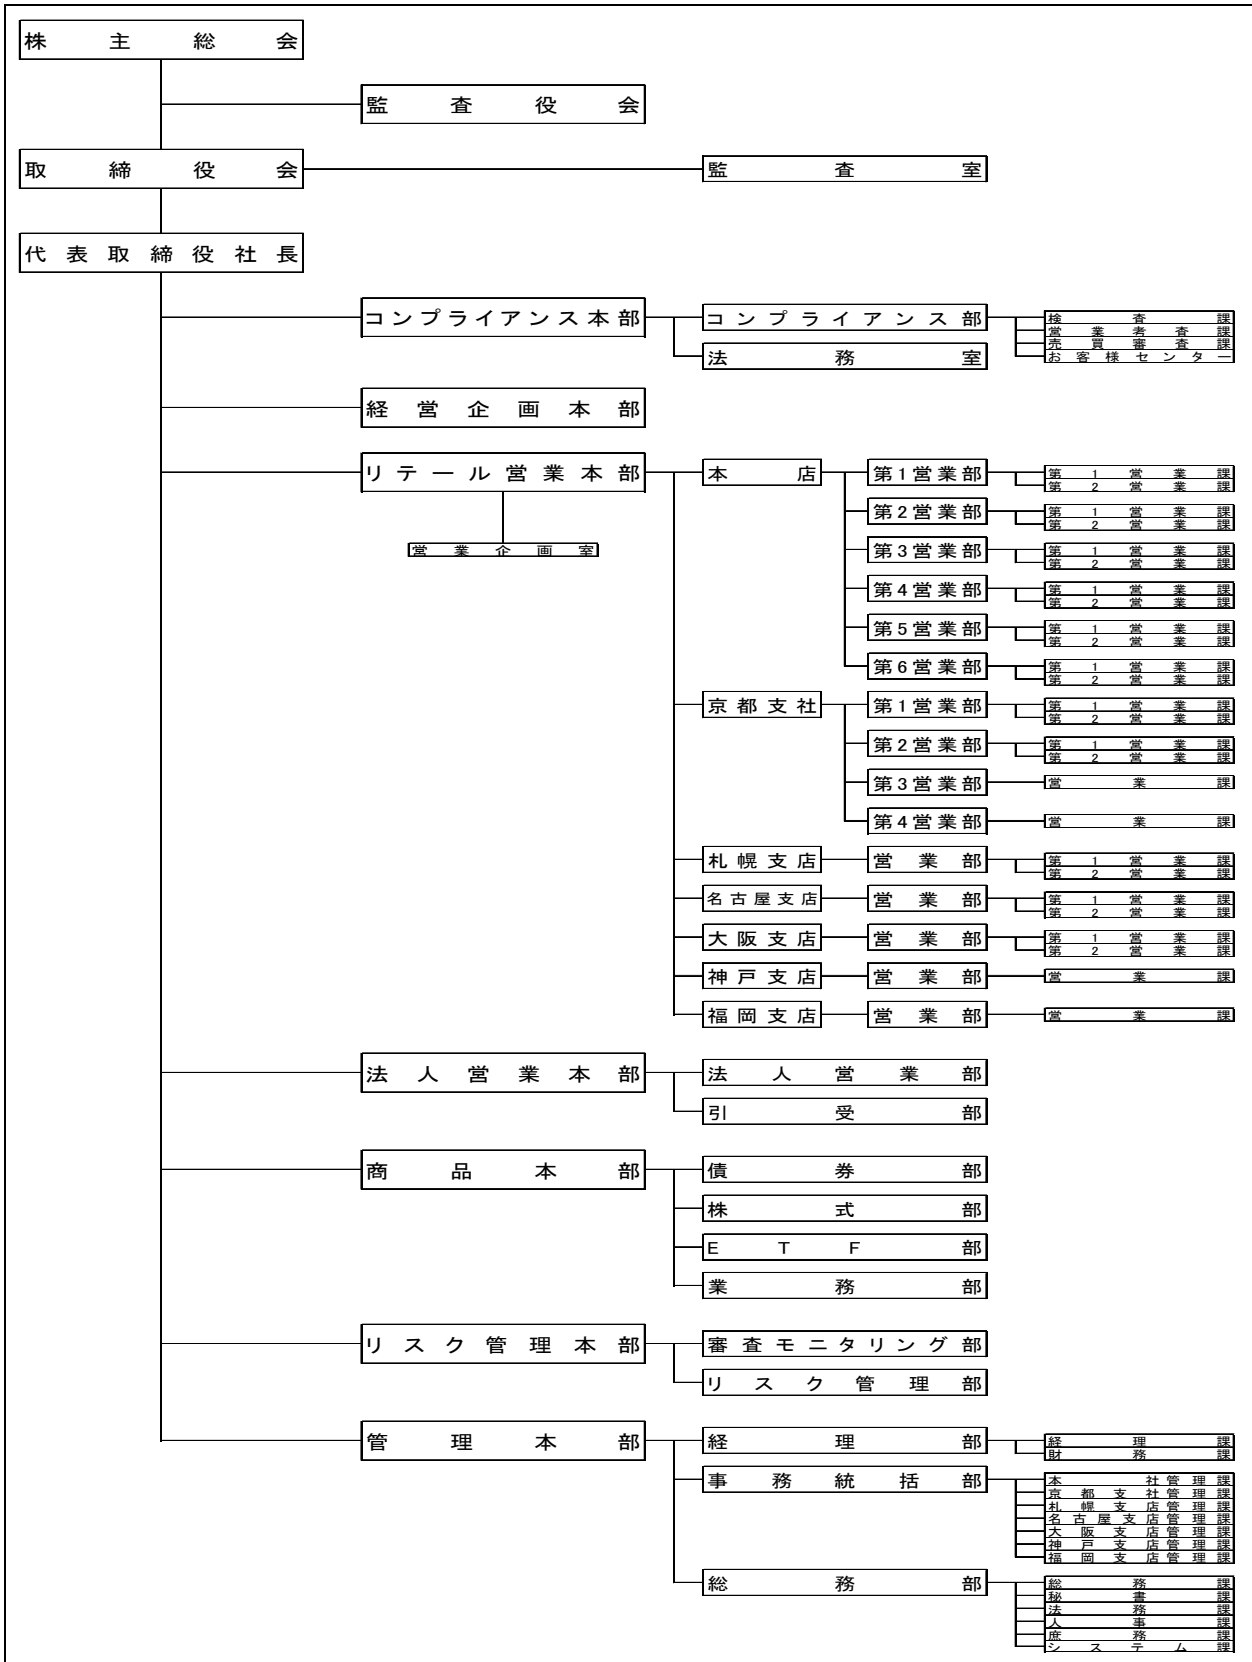 株主総会
監査役会
取締役会 監査室
代表取締役社長
コンプライアンス本部 コンプライアンス部 検査課
営業考査課
売買審査課
法務室 お客様センター
経営企画本部
リテール営業本部 本店 第1営業部 第1営業課
第2営業課
第2営業部 第1営業課
第2営業課
営業企画室 第3営業部 第1営業課
第2営業課
第4営業部 第1営業課
第2営業課
第5営業部 第1営業課
第2営業課
第6営業部 第1営業課
第2営業課
京都支社 第1営業部 第1営業課
第2営業課
第2営業部 第1営業課
第2営業課
第3営業部 営業課
第4営業部 営業課
札幌支店 営業部 第1営業課
第2営業課
名古屋支店 営業部 第1営業課
第2営業課
大阪支店 営業部 第1営業課
第2営業課
神戸支店 営業部 営業課
福岡支店 営業部 営業課
法人営業本部 法人営業部
引受部
商品本部 債券部
株式部
ETF部
業務部
リスク管理本部 審査モニタリング部
リスク管理部
管理本部 経理部 経理課
財務課
事務統括部 本社管理課
京都支社管理課
札幌支店管理課
名古屋支店管理課
大阪支店管理課
神戸支店管理課
福岡支店管理課
総務部 総務課
秘書課
法務課
人事課
庶務課
システム課